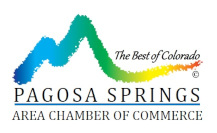 The Best of Colorado
©
PAGOSA SPRINGS
AREA CHAMBER OF COMMERCE